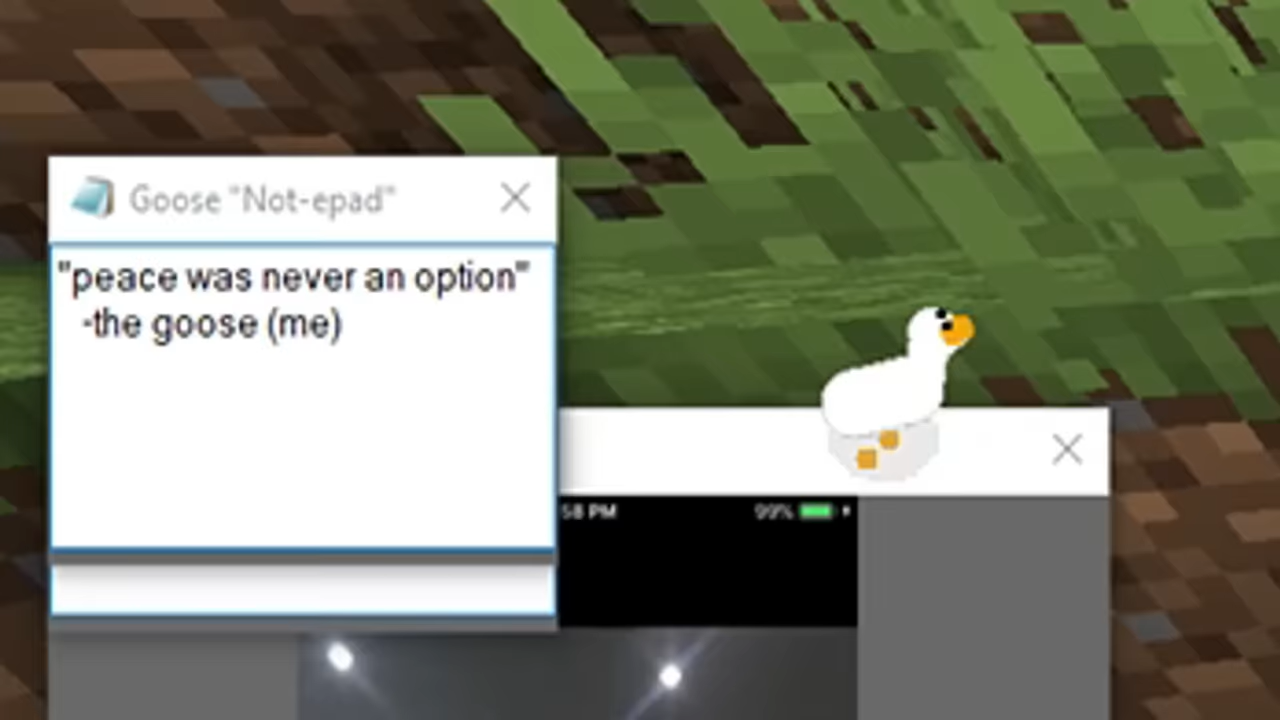 Goose "Not-epad"
"peace was never an option"
-the goose (me)
58 PM 99%